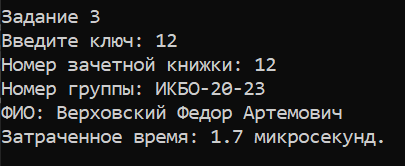 Задание 3
Введите ключ: 12
Номер зачетной книжки: 12
Номер группы: ИКБО-20-23
ФИО: Верховский Федор Артемович
Затраченное время: 1.7 микросекунд.